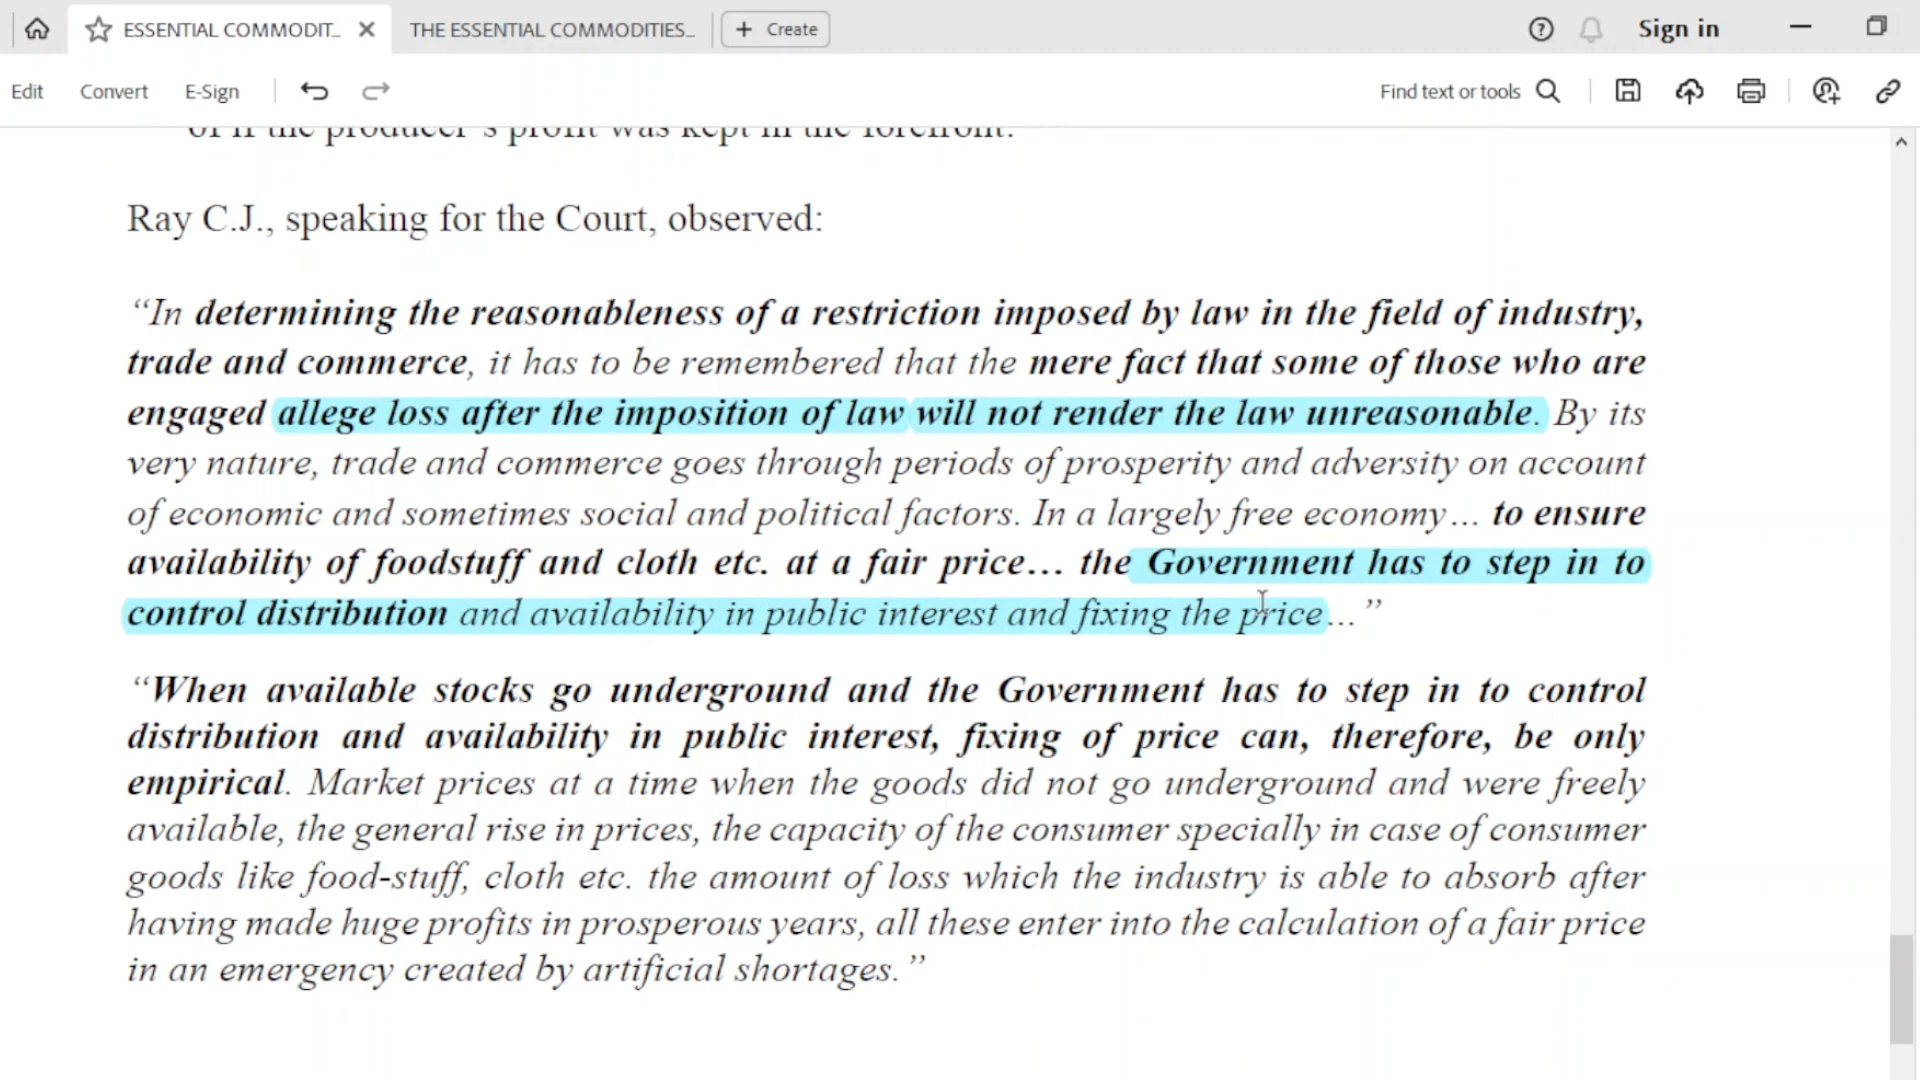 ESSENTIAL COMMODIT...
THE ESSENTIAL COMMODITIES...
+ Create
Sign in
Edit
Convert
E-Sign
Find text or tools
or if the producer's profit was kept in the forefront.
Ray C.J., speaking for the Court, observed:
“In determining the reasonableness of a restriction imposed by law in the field of industry,
trade and commerce, it has to be remembered that the mere fact that some of those who are
engaged allege loss after the imposition of law will not render the law unreasonable. By its
very nature, trade and commerce goes through periods of prosperity and adversity on account
of economic and sometimes social and political factors. In a largely free economy… to ensure
availability of foodstuff and cloth etc. at a fair price… the Government has to step in to
control distribution and availability in public interest and fixing the price…”
“When available stocks go underground and the Government has to step in to control
distribution and availability in public interest, fixing of price can, therefore, be only
empirical. Market prices at a time when the goods did not go underground and were freely
available, the general rise in prices, the capacity of the consumer specially in case of consumer
goods like food-stuff, cloth etc. the amount of loss which the industry is able to absorb after
having made huge profits in prosperous years, all these enter into the calculation of a fair price
in an emergency created by artificial shortages.”